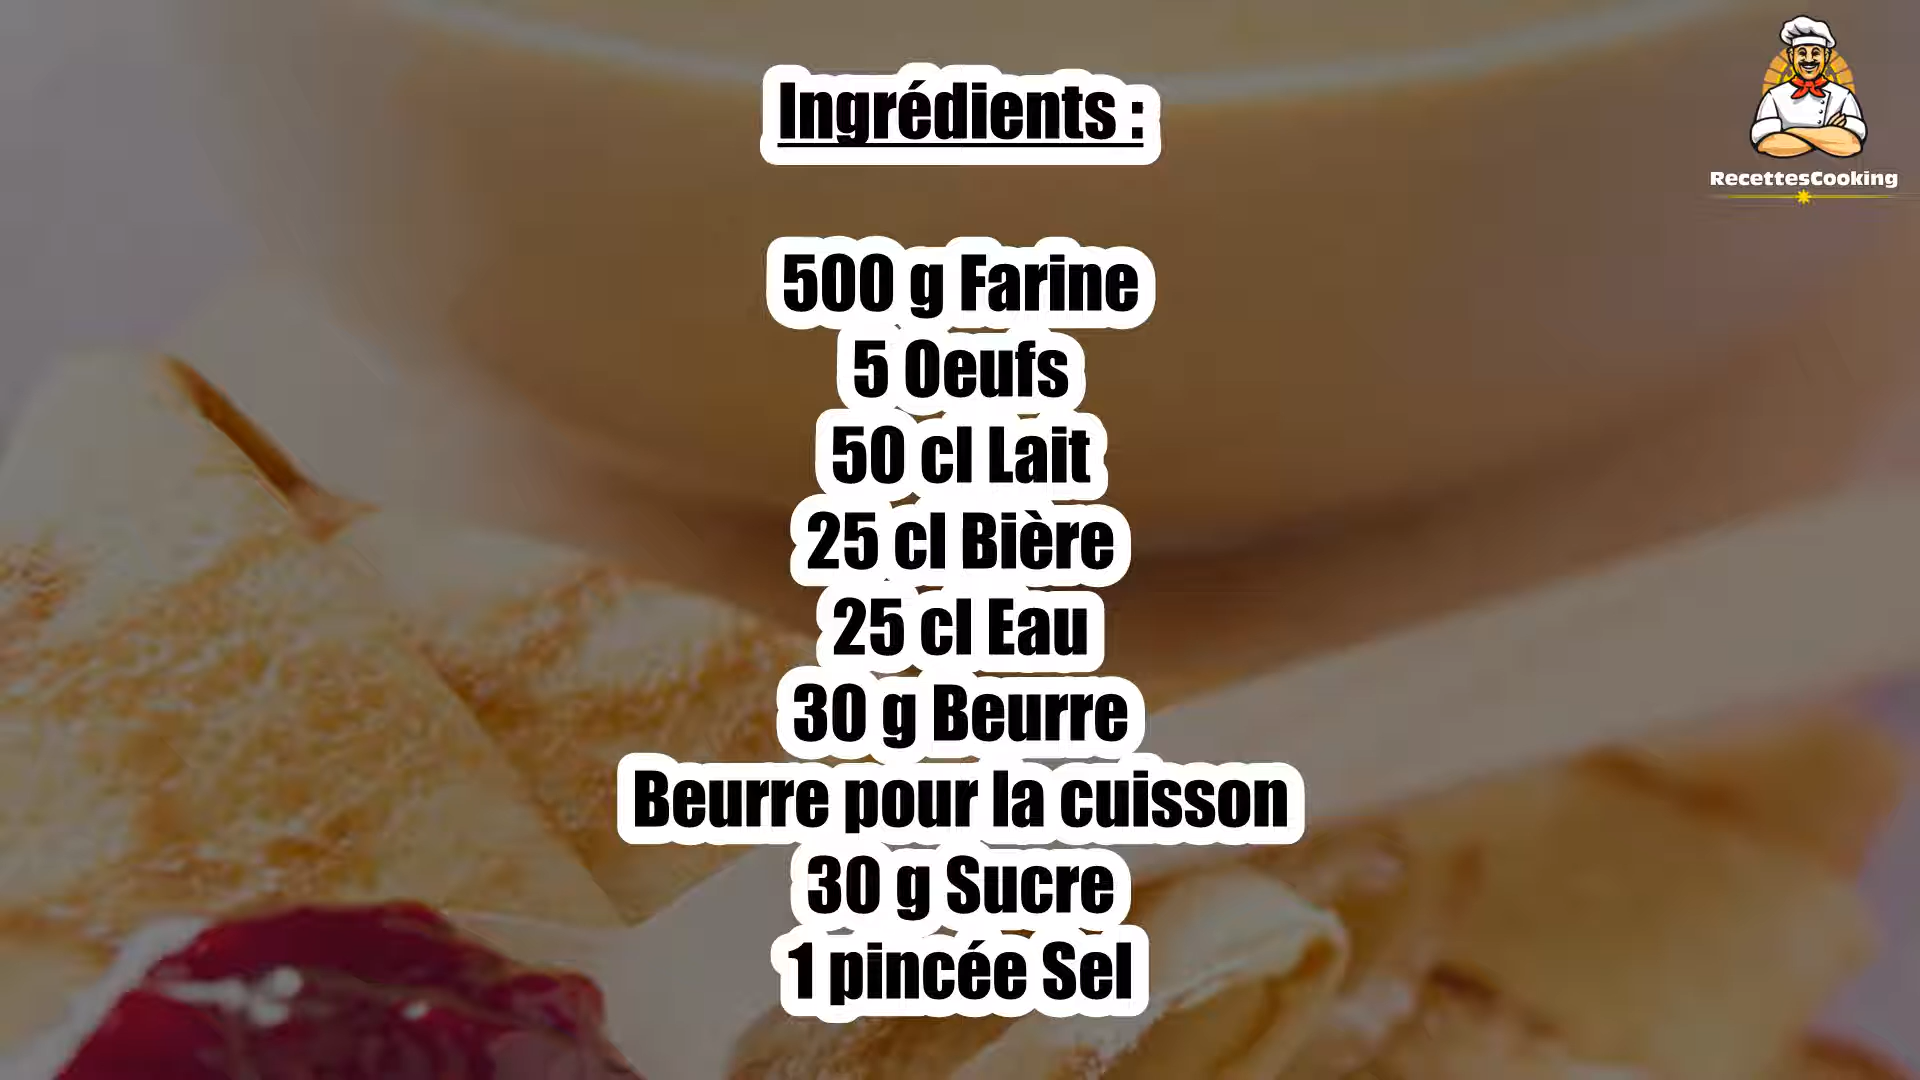 Ingrédients :
RecettesCooking
500 g Farine
5 Oeufs
50 cl Lait
25 cl Bière
25 cl Eau
30 g Beurre
Beurre pour la cuisson
30 g Sucre
1 pincée Sel